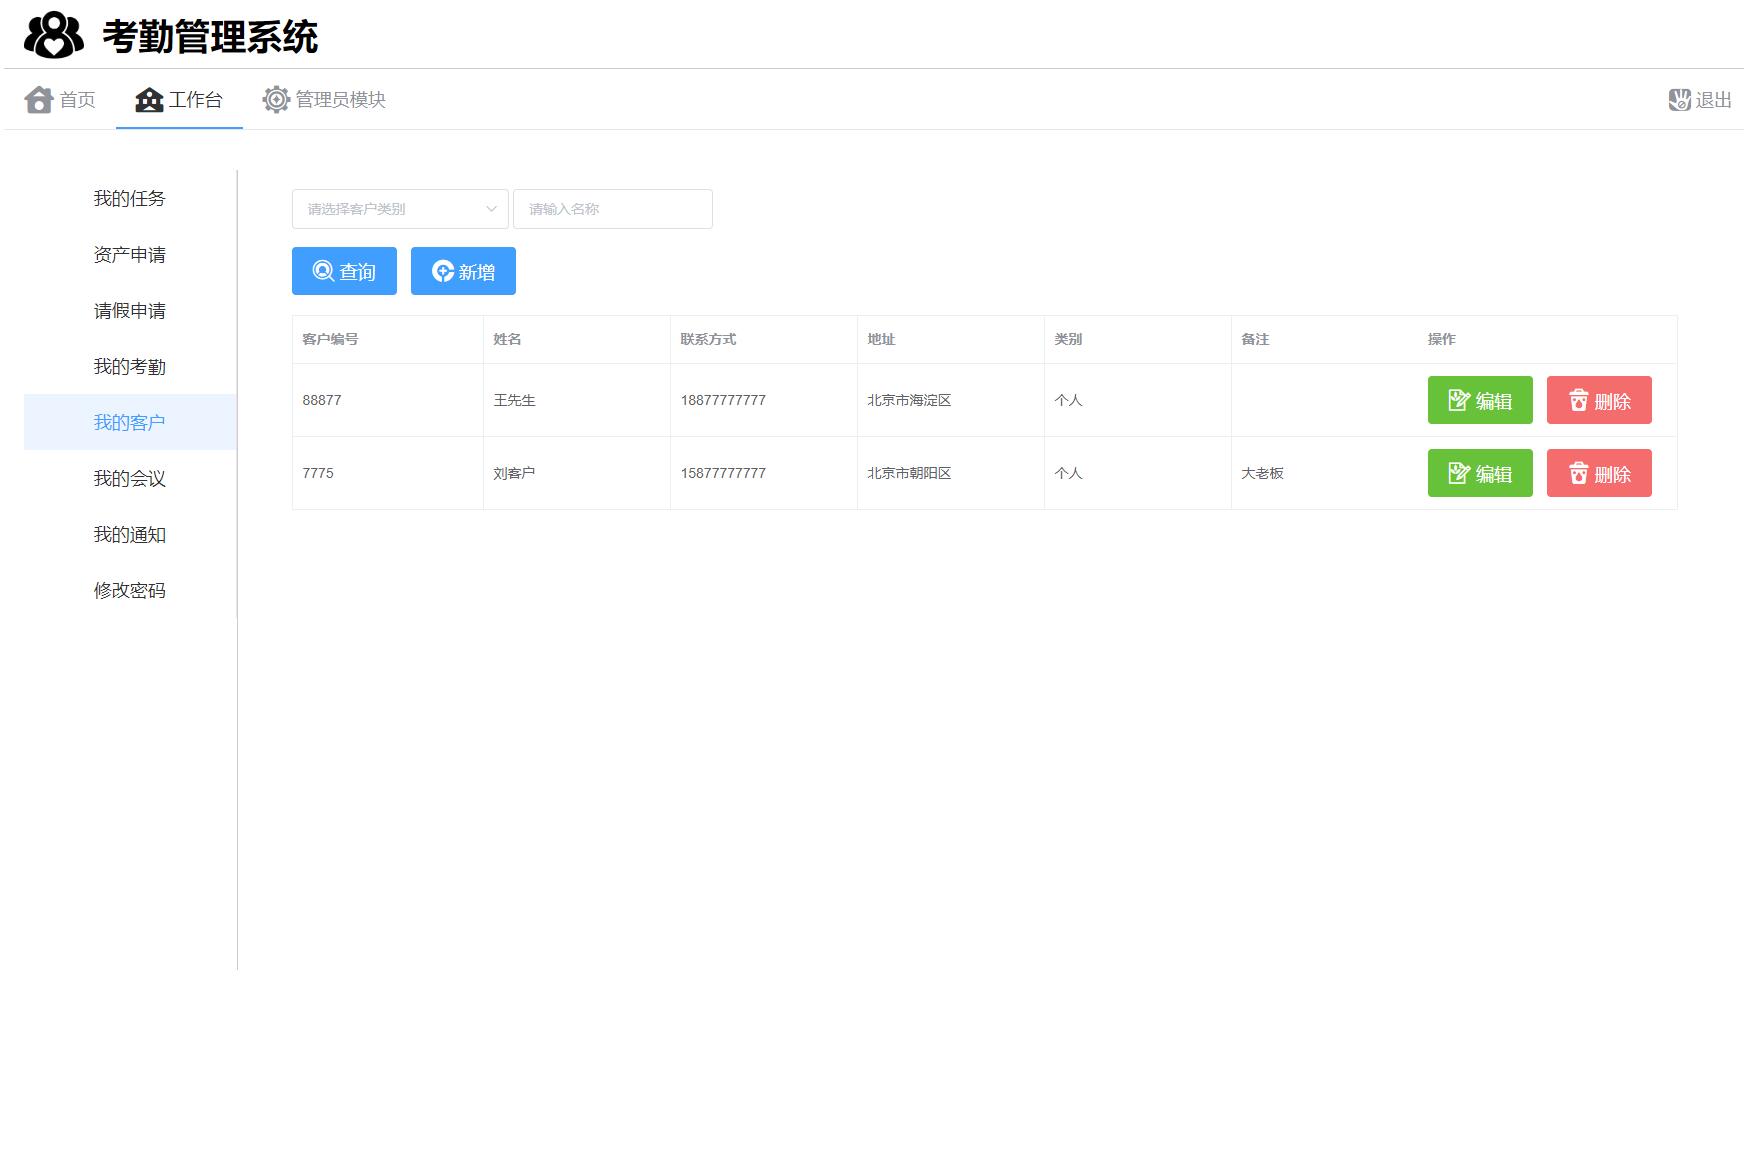 考勤管理系统
首页 工作台 管理员模块 退出
我的任务
资产申请
请假申请
我的考勤
我的客户
我的会议
我的通知
修改密码
请选择客户类别 请输入名称
查询 新增
客户编号 姓名 联系方式 地址 类别 备注 操作
88877 王先生 18877777777 北京市海淀区 个人 编辑 删除
7775 刘客户 15877777777 北京市朝阳区 个人 大老板 编辑 删除